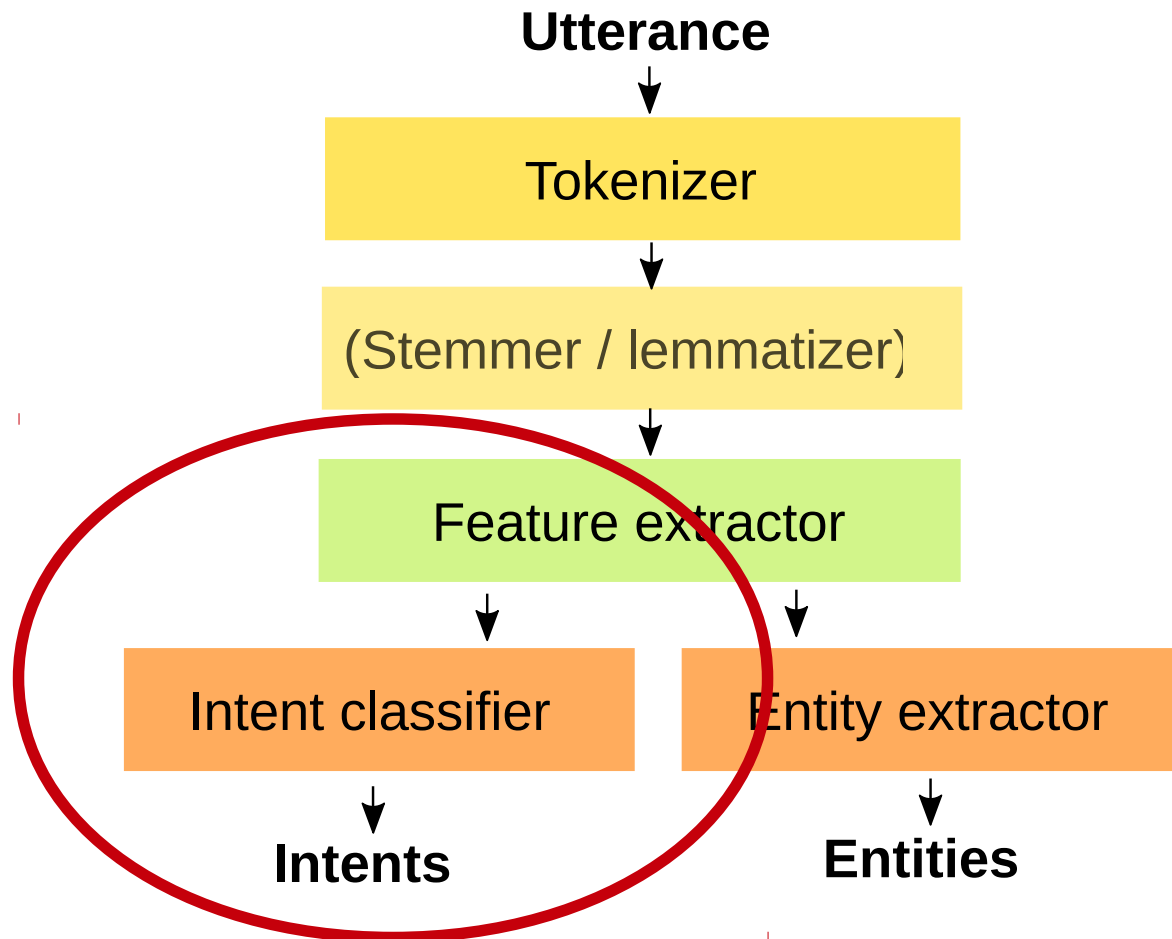 Utterance
Tokenizer
(Stemmer / lemmatizer)
Feature extractor
Intent classifier
Entity extractor
Intents
Entities